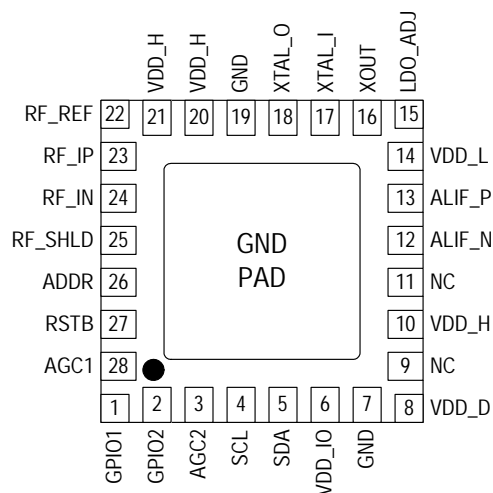 VDD_H
VDD_H
GND
XTAL_O
XTAL_I
XOUT
LDO_ADJ
RF_REF 22 21 20 19 18 17 16 15
RF_IP 23 14 VDD_L
RF_IN 24 13 ALIF_P
RF_SHLD 25 12 ALIF_N
GND
PAD
ADDR 26 11 NC
RSTB 27 10 VDD_H
AGC1 28 9 NC
1 2 3 4 5 6 7 8 VDD_D
GPIO1
GPIO2
AGC2
SCL
SDA
VDD_IO
GND